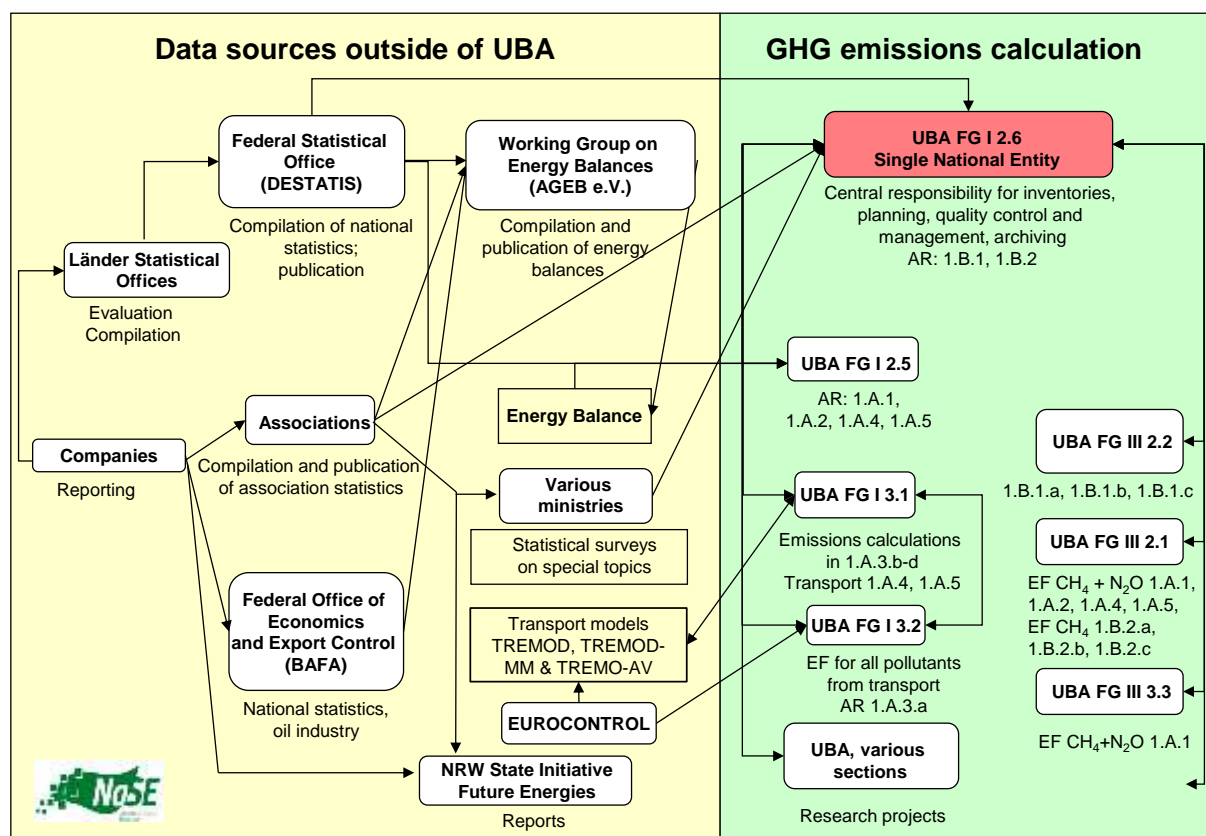 Data sources outside of UBA
GHG emissions calculation
Federal Statistical
Office
(DESTATIS)
Compilation of national
statistics;
publication
Working Group on
Energy Balances
(AGEB e.V.)
Compilation and
publication of energy
balances
UBA FG I 2.6
Single National Entity
Central responsibility for inventories,
planning, quality control and
management, archiving
AR: 1.B.1, 1.B.2
Länder Statistical
Offices
Evaluation
Compilation
UBA FG I 2.5
AR: 1.A.1,
1.A.2, 1.A.4, 1.A.5
Energy Balance
Associations
Compilation and publication
of association statistics
Companies
Reporting
Various
ministries
Statistical surveys
on special topics
UBA FG III 2.2
1.B.1.a, 1.B.1.b, 1.B.1.c
UBA FG I 3.1
Emissions calculations
in 1.A.3.b-d
Transport 1.A.4, 1.A.5
UBA FG III 2.1
EF CH4 + N2O 1.A.1,
1.A.2, 1.A.4, 1.A.5,
EF CH4 1.B.2.a,
1.B.2.b, 1.B.2.c
Federal Office of
Economics
and Export Control
(BAFA)
National statistics,
oil industry
Transport models
TREMOD, TREMOD-
MM & TREMO-AV
UBA FG I 3.2
EF for all pollutants
from transport
AR 1.A.3.a
UBA FG III 3.3
EF CH4+N2O 1.A.1
EUROCONTROL
UBA, various
sections
Research projects
NRW State Initiative
Future Energies
Reports
NaSE